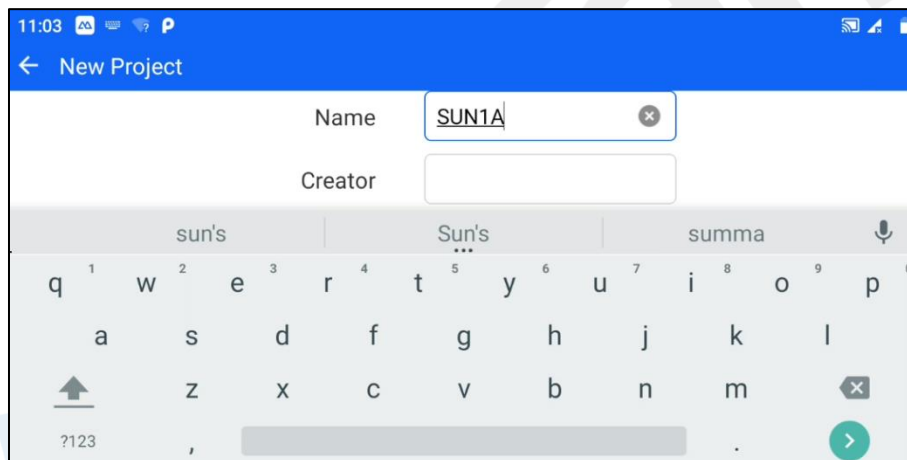 11:03
New Project
Name SUN1A
Creator
sun's Sun's summa
q 1 w 2 e 3 r 4 t 5 y 6 u 7 i 8 o 9 p
a s d f g h j k l
z x c v b n m
?123 , .